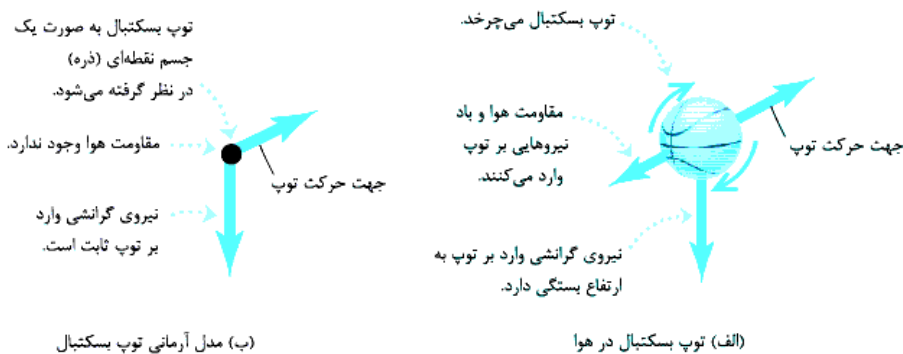 توپ بسکتبال می‌چرخد.
مقاومت هوا و باد
نیروهایی بر توپ
وارد می‌کنند.
جهت حرکت توپ
نیروی گرانشی وارد بر توپ به
ارتفاع بستگی دارد.
(الف) توپ بسکتبال در هوا
توپ بسکتبال به صورت یک
جسم نقطه‌ای (ذره)
در نظر گرفته می‌شود.
مقاومت هوا وجود ندارد.
جهت حرکت توپ
نیروی گرانشی وارد
بر توپ ثابت است.
(ب) مدل آرمانی توپ بسکتبال